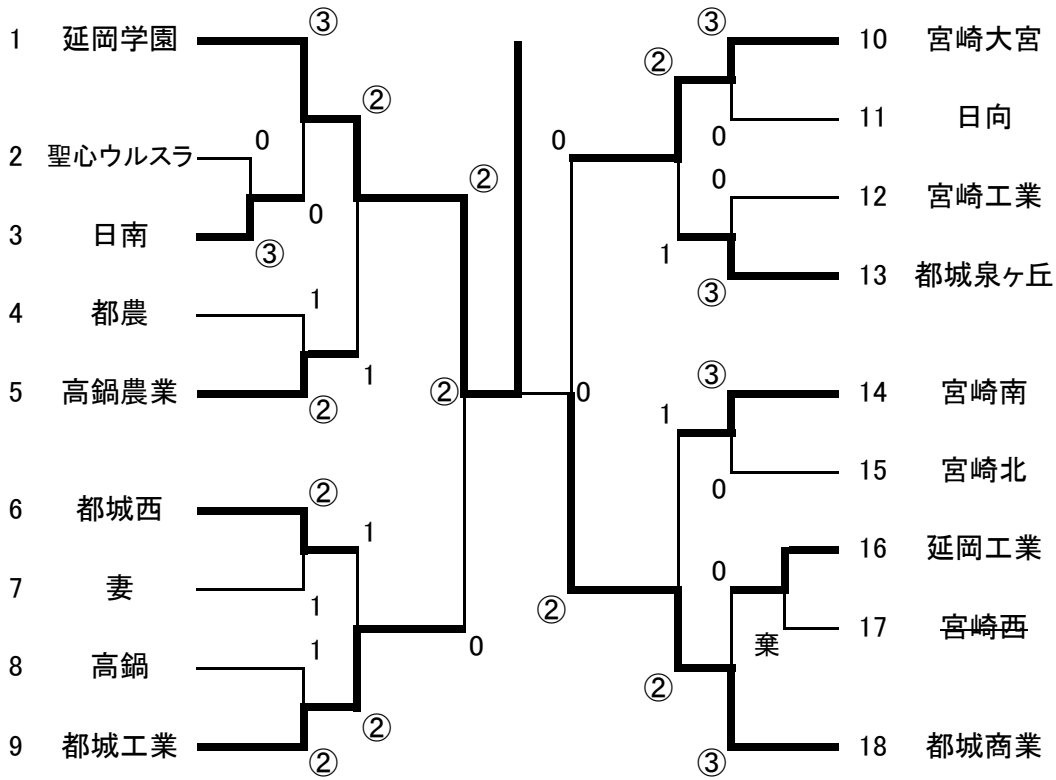 ③
1 延岡学園
②
0
2 聖心ウルスラ
②
0
3 日南
③
1
4 都農
1
5 高鍋農業
②
②
②
6 都城西
1
7 妻
1
1
8 高鍋
0
②
9 都城工業
②
③
10 宮崎大宮
②
11 日向
0
0
0
12 宮崎工業
1
13 都城泉ヶ丘
③
③
14 宮崎南
0
1
15 宮崎北
0
16 延岡工業
0
②
17 宮崎西
棄
②
18 都城商業
③